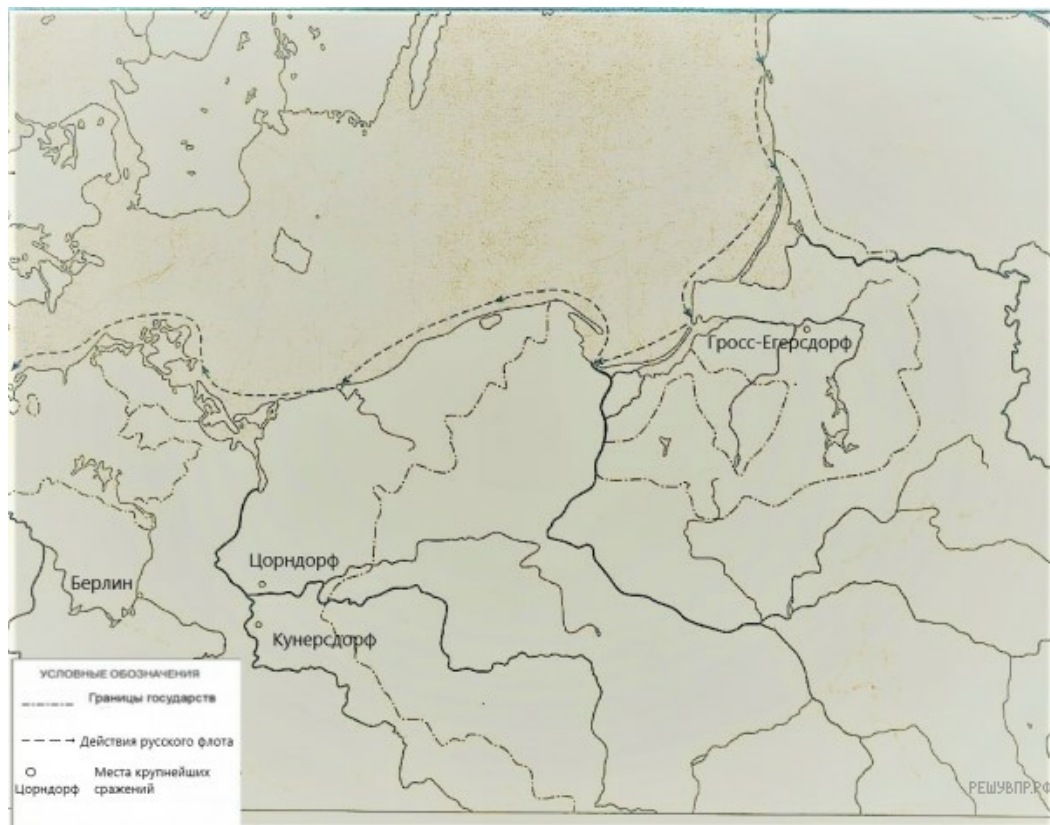 Гросс-Егерсдорф
Цорндорф
Берлин
Кунерсдорф
УСЛОВНЫЕ ОБОЗНАЧЕНИЯ
Границы государств
Действия русского флота
Места крупнейших
Цорндорф сражений
РЕШУВПР.РФ